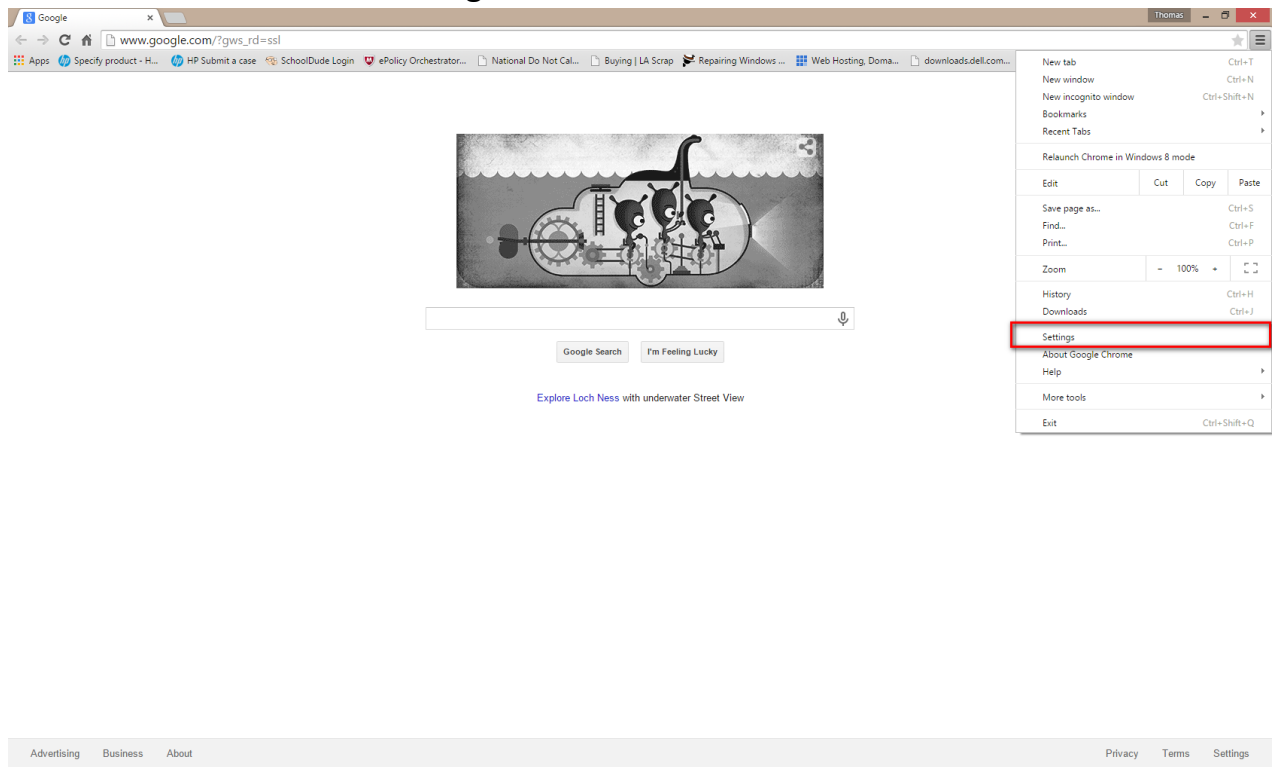 Google
Thomas
www.google.com/?gws_rd=ssl
Apps Specify product - H... HP Submit a case SchoolDude Login ePolicy Orchestrator... National Do Not Cal... Buying | LA Scrap Repairing Windows ... Web Hosting, Doma... downloads.dell.com...
New tab Ctrl+T
New window Ctrl+N
New incognito window Ctrl+Shift+N
Bookmarks
Recent Tabs
Relaunch Chrome in Windows 8 mode
Edit Cut Copy Paste
Save page as... Ctrl+S
Find... Ctrl+F
Print... Ctrl+P
Zoom - 100% +
History Ctrl+H
Downloads Ctrl+J
Settings
About Google Chrome
Help
More tools
Exit Ctrl+Shift+Q
Google Search I'm Feeling Lucky
Explore Loch Ness with underwater Street View
Advertising Business About Privacy Terms Settings